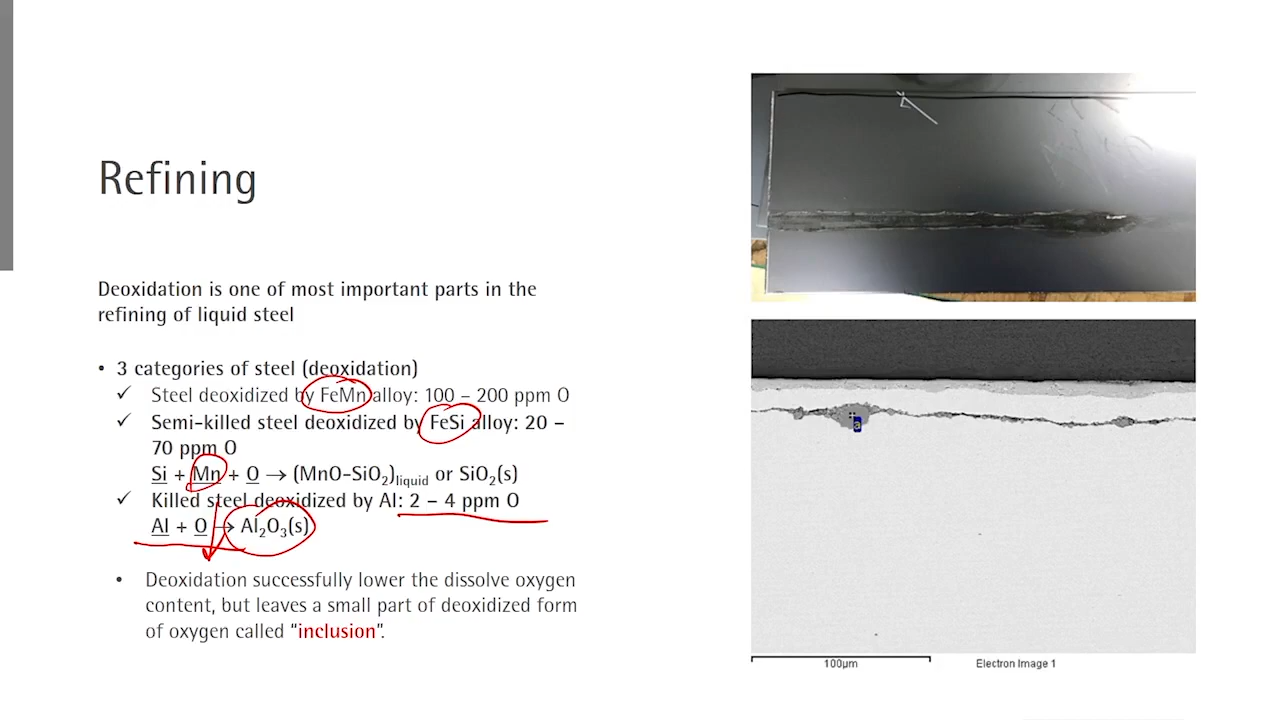 Refining
Deoxidation is one of most important parts in the
refining of liquid steel
• 3 categories of steel (deoxidation)
✓ Steel deoxidized by FeMn alloy: 100 – 200 ppm O
✓ Semi-killed steel deoxidized by FeSi alloy: 20 –
70 ppm O
Si + Mn + O → (MnO-SiO₂)liquid or SiO₂(s)
✓ Killed steel deoxidized by Al: 2 – 4 ppm O
Al + O → Al₂O₃(s)
• Deoxidation successfully lower the dissolve oxygen
content, but leaves a small part of deoxidized form
of oxygen called “inclusion”.
3
100µm Electron Image 1